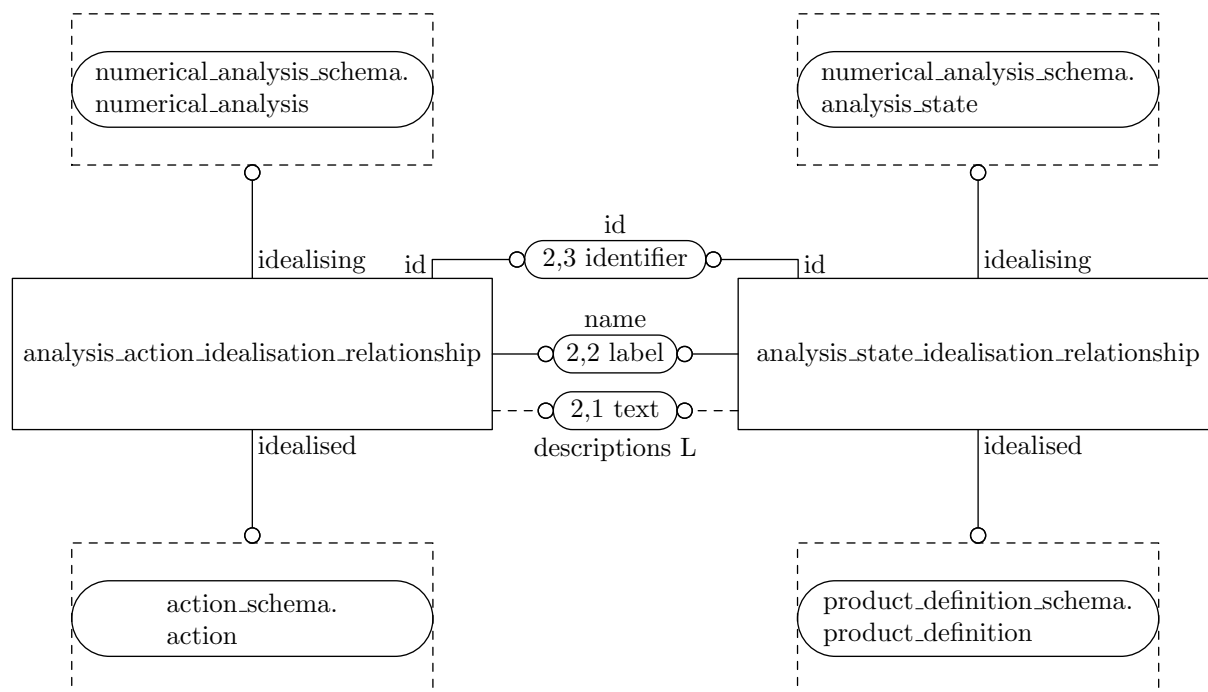 numerical_analysis_schema.
numerical_analysis
numerical_analysis_schema.
analysis_state
id
idealising
id
2,3 identifier
id
idealising
name
analysis_action_idealisation_relationship
2,2 label
analysis_state_idealisation_relationship
2,1 text
idealised
descriptions L
idealised
action_schema.
action
product_definition_schema.
product_definition